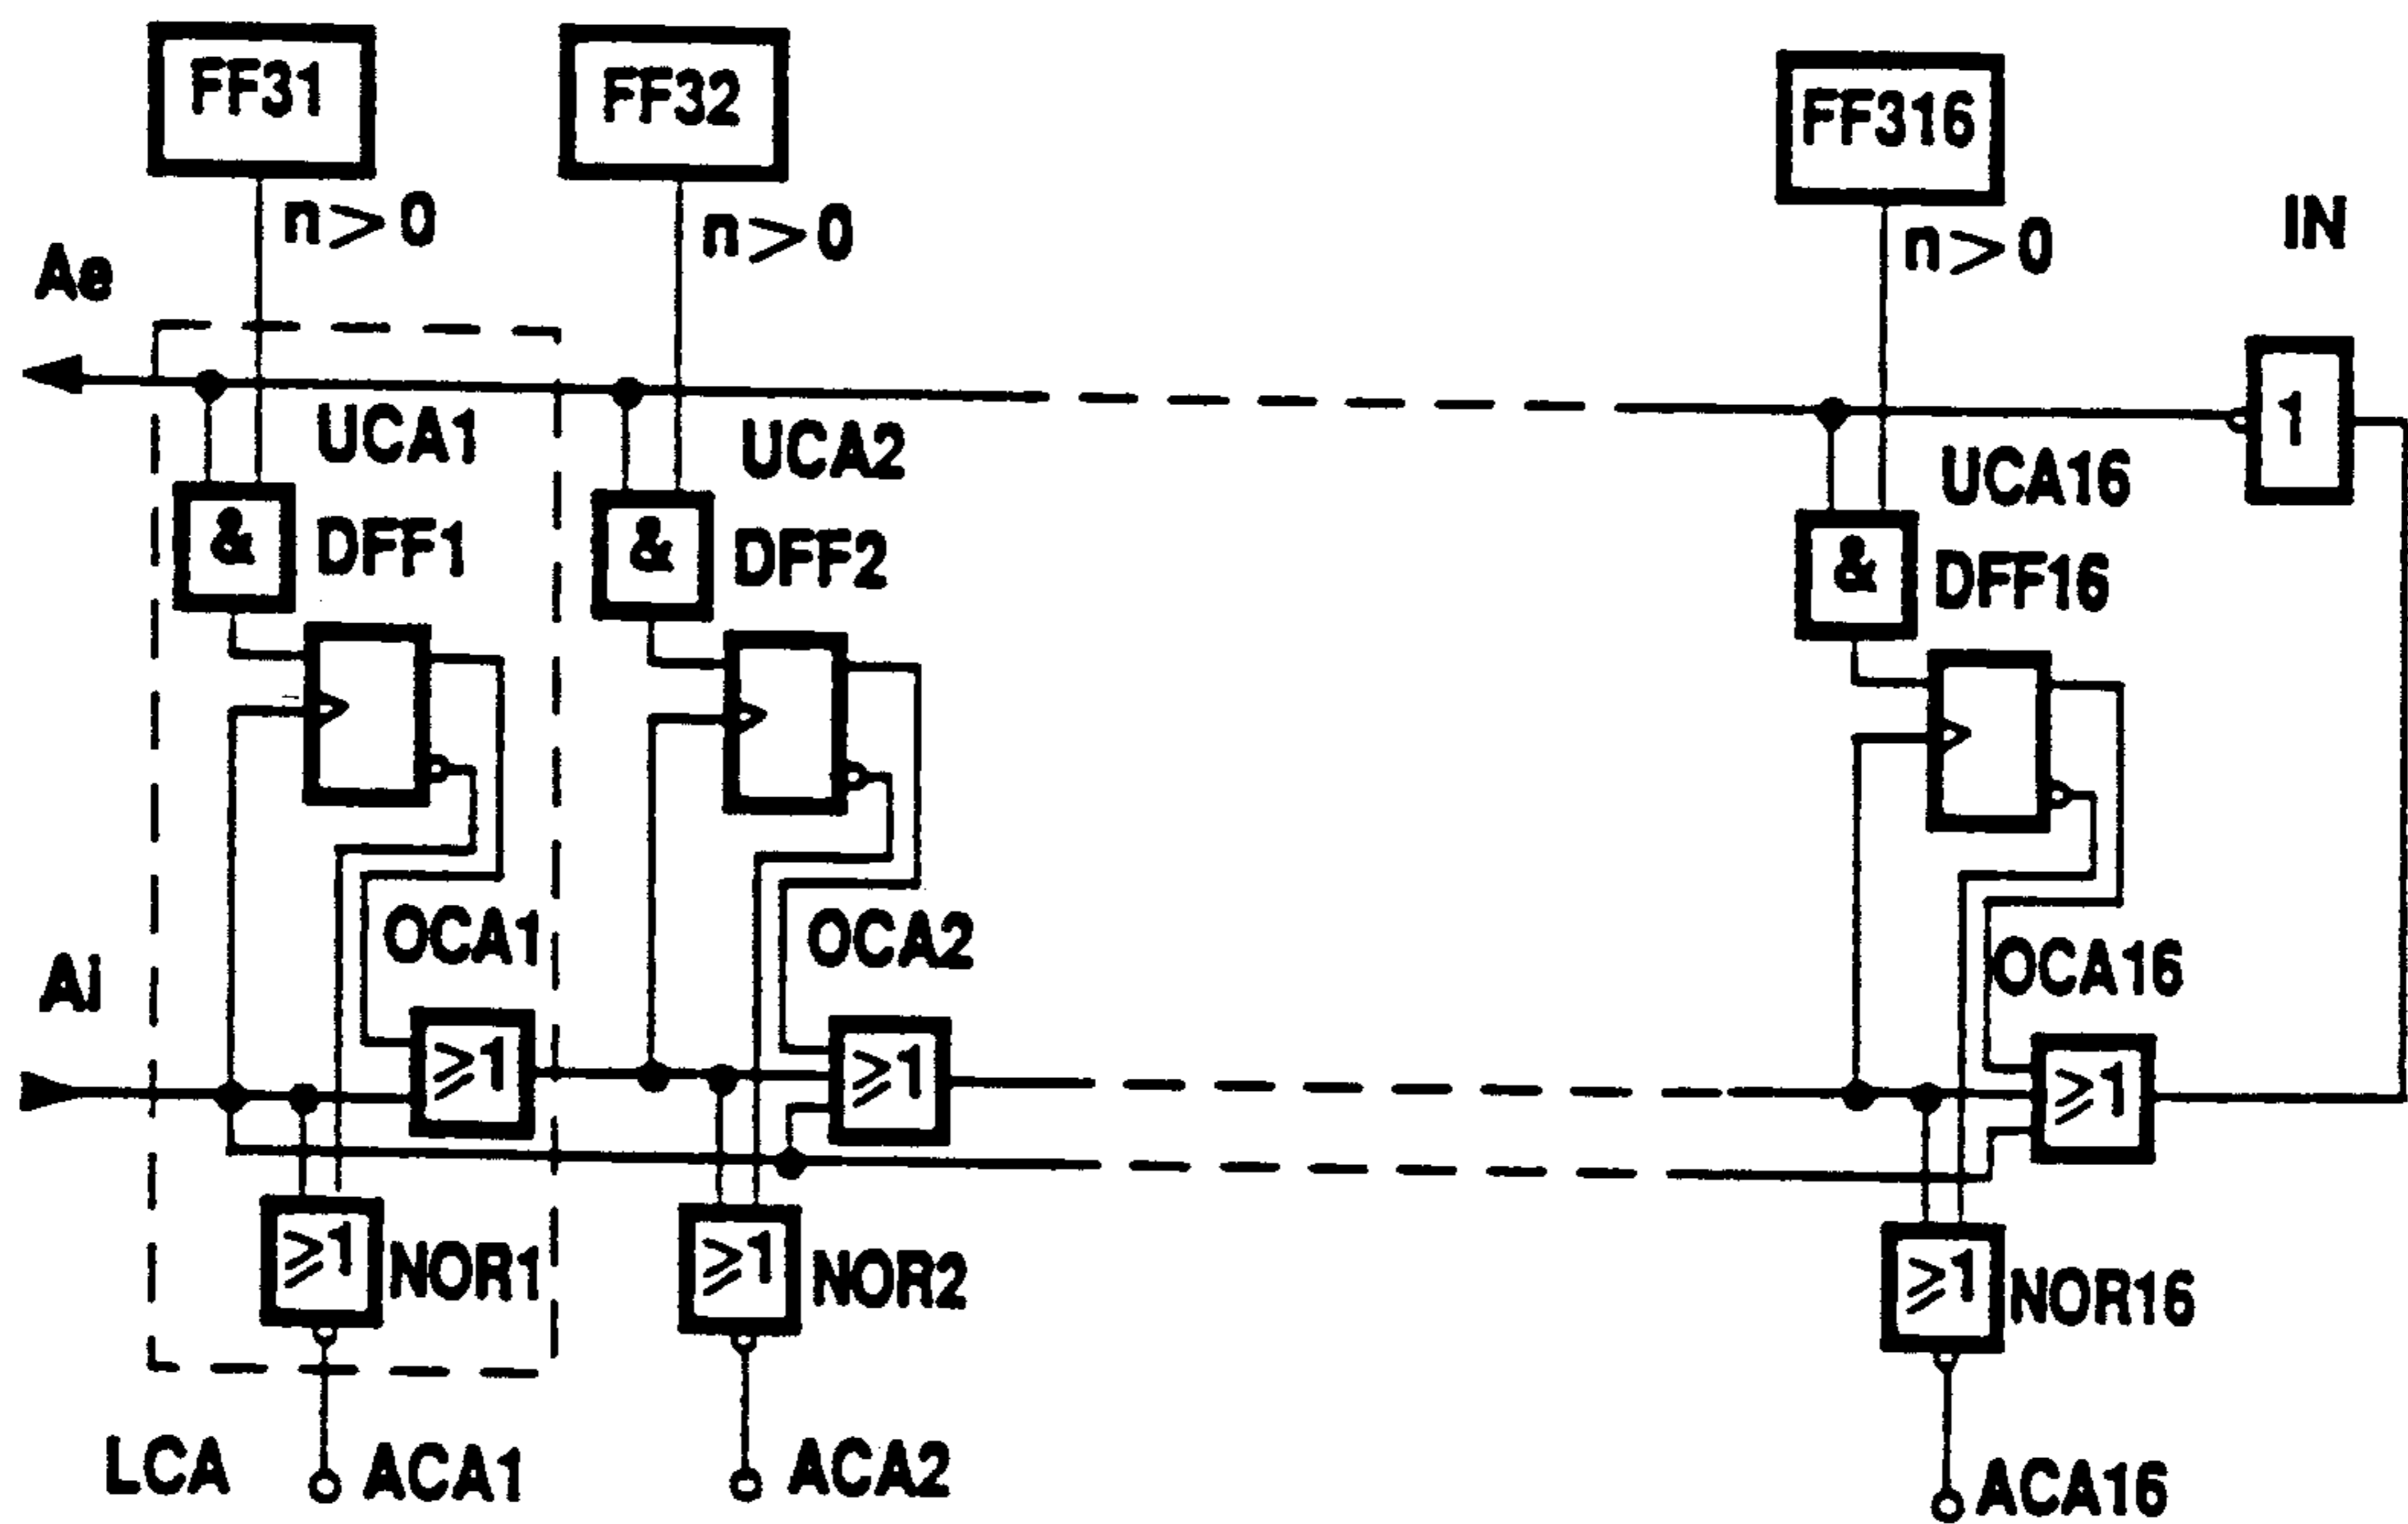 FF31 FF32 FF316
n>0 n>0 n>0 IN
Ae
UCA1 UCA2 UCA16 1
& DFF1 & DFF2 & DFF16
OCA1 OCA2 OCA16
Ai
≥1 ≥1 ≥1
≥1 NOR1 ≥1 NOR2 ≥1 NOR16
LCA ACA1 ACA2 ACA16